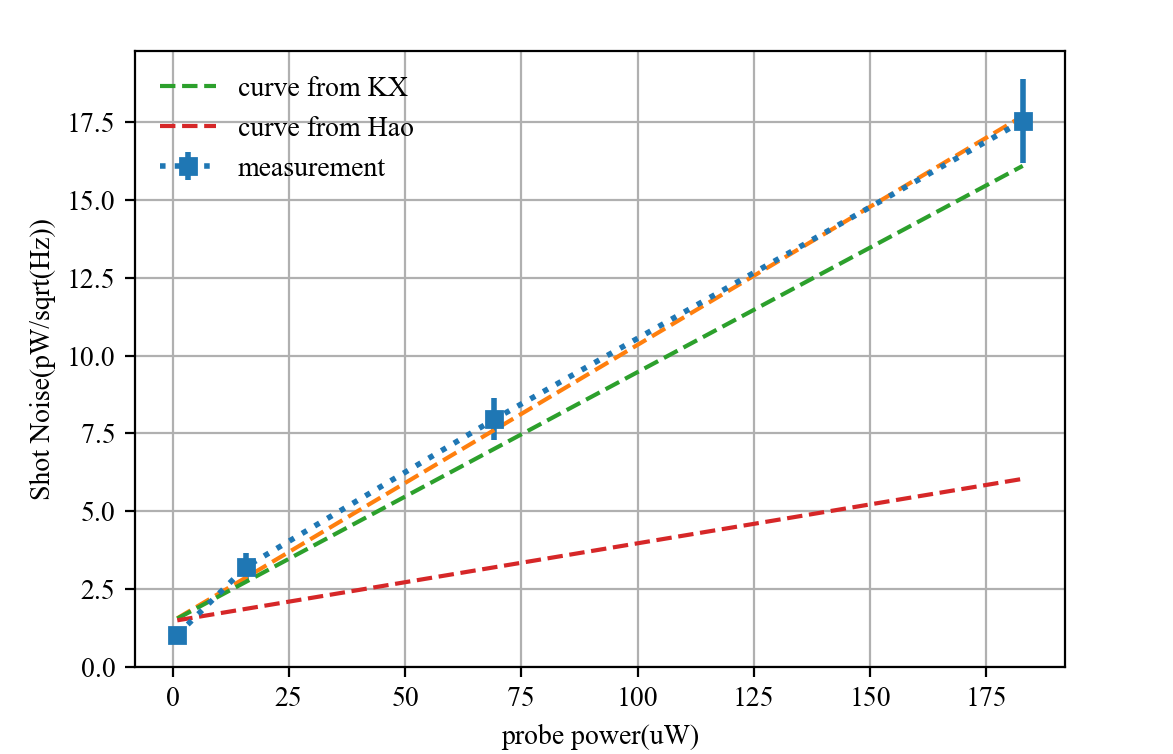 curve from KX
curve from Hao
measurement
17.5
15.0
12.5
10.0
7.5
5.0
2.5
0.0
Shot Noise(pW/sqrt(Hz))
0 25 50 75 100 125 150 175
probe power(uW)